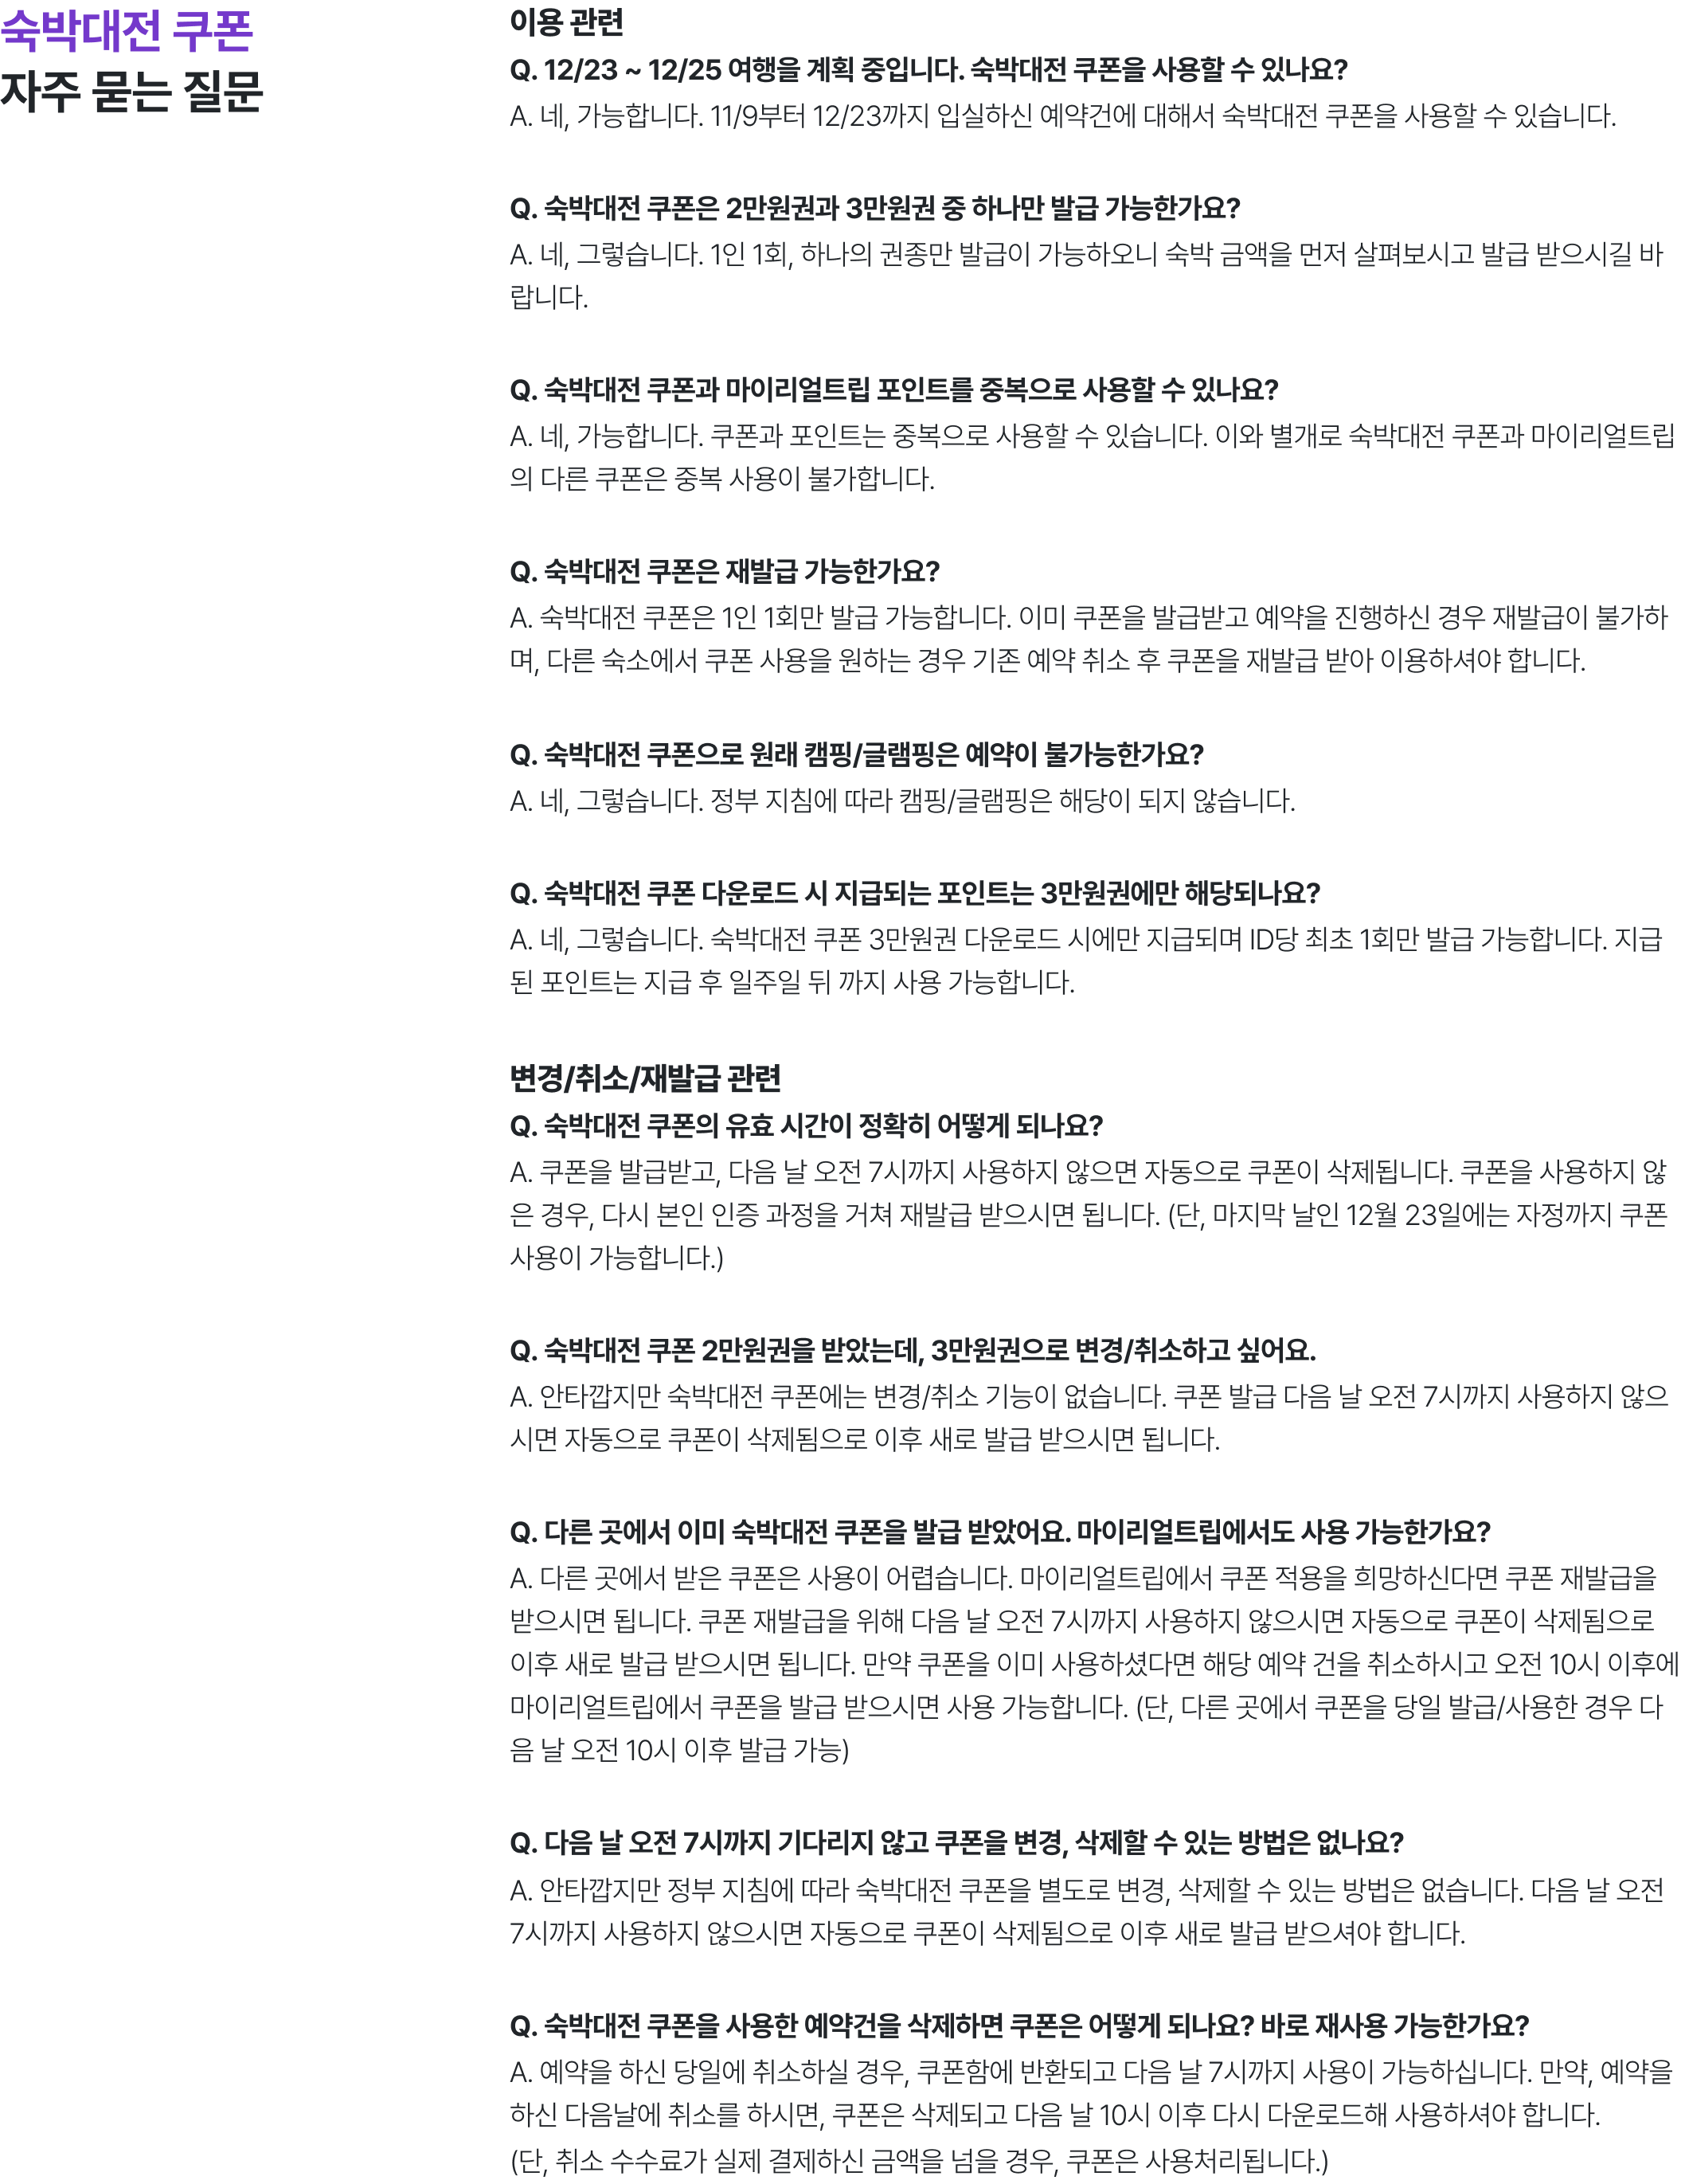 숙박대전 쿠폰
자주 묻는 질문
이용 관련
Q. 12/23 ~ 12/25 여행을 계획 중입니다. 숙박대전 쿠폰을 사용할 수 있나요?
A. 네, 가능합니다. 11/9부터 12/23까지 입실하신 예약건에 대해서 숙박대전 쿠폰을 사용할 수 있습니다.
Q. 숙박대전 쿠폰은 2만원권과 3만원권 중 하나만 발급 가능한가요?
A. 네, 그렇습니다. 1인 1회, 하나의 권종만 발급이 가능하오니 숙박 금액을 먼저 살펴보시고 발급 받으시길 바
랍니다.
Q. 숙박대전 쿠폰과 마이리얼트립 포인트를 중복으로 사용할 수 있나요?
A. 네, 가능합니다. 쿠폰과 포인트는 중복으로 사용할 수 있습니다. 이와 별개로 숙박대전 쿠폰과 마이리얼트립
의 다른 쿠폰은 중복 사용이 불가합니다.
Q. 숙박대전 쿠폰은 재발급 가능한가요?
A. 숙박대전 쿠폰은 1인 1회만 발급 가능합니다. 이미 쿠폰을 발급받고 예약을 진행하신 경우 재발급이 불가하
며, 다른 숙소에서 쿠폰 사용을 원하는 경우 기존 예약 취소 후 쿠폰을 재발급 받아 이용하셔야 합니다.
Q. 숙박대전 쿠폰으로 원래 캠핑/글램핑은 예약이 불가능한가요?
A. 네, 그렇습니다. 정부 지침에 따라 캠핑/글램핑은 해당이 되지 않습니다.
Q. 숙박대전 쿠폰 다운로드 시 지급되는 포인트는 3만원권에만 해당되나요?
A. 네, 그렇습니다. 숙박대전 쿠폰 3만원권 다운로드 시에만 지급되며 ID당 최초 1회만 발급 가능합니다. 지급
된 포인트는 지급 후 일주일 뒤 까지 사용 가능합니다.
변경/취소/재발급 관련
Q. 숙박대전 쿠폰의 유효 시간이 정확히 어떻게 되나요?
A. 쿠폰을 발급받고, 다음 날 오전 7시까지 사용하지 않으면 자동으로 쿠폰이 삭제됩니다. 쿠폰을 사용하지 않
은 경우, 다시 본인 인증 과정을 거쳐 재발급 받으시면 됩니다. (단, 마지막 날인 12월 23일에는 자정까지 쿠폰
사용이 가능합니다.)
Q. 숙박대전 쿠폰 2만원권을 받았는데, 3만원권으로 변경/취소하고 싶어요.
A. 안타깝지만 숙박대전 쿠폰에는 변경/취소 기능이 없습니다. 쿠폰 발급 다음 날 오전 7시까지 사용하지 않으
시면 자동으로 쿠폰이 삭제됨으로 이후 새로 발급 받으시면 됩니다.
Q. 다른 곳에서 이미 숙박대전 쿠폰을 발급 받았어요. 마이리얼트립에서도 사용 가능한가요?
A. 다른 곳에서 받은 쿠폰은 사용이 어렵습니다. 마이리얼트립에서 쿠폰 적용을 희망하신다면 쿠폰 재발급을
받으시면 됩니다. 쿠폰 재발급을 위해 다음 날 오전 7시까지 사용하지 않으시면 자동으로 쿠폰이 삭제됨으로
이후 새로 발급 받으시면 됩니다. 만약 쿠폰을 이미 사용하셨다면 해당 예약 건을 취소하시고 오전 10시 이후에
마이리얼트립에서 쿠폰을 발급 받으시면 사용 가능합니다. (단, 다른 곳에서 쿠폰을 당일 발급/사용한 경우 다
음 날 오전 10시 이후 발급 가능)
Q. 다음 날 오전 7시까지 기다리지 않고 쿠폰을 변경, 삭제할 수 있는 방법은 없나요?
A. 안타깝지만 정부 지침에 따라 숙박대전 쿠폰을 별도로 변경, 삭제할 수 있는 방법은 없습니다. 다음 날 오전
7시까지 사용하지 않으시면 자동으로 쿠폰이 삭제됨으로 이후 새로 발급 받으셔야 합니다.
Q. 숙박대전 쿠폰을 사용한 예약건을 삭제하면 쿠폰은 어떻게 되나요? 바로 재사용 가능한가요?
A. 예약을 하신 당일에 취소하실 경우, 쿠폰함에 반환되고 다음 날 7시까지 사용이 가능하십니다. 만약, 예약을
하신 다음날에 취소를 하시면, 쿠폰은 삭제되고 다음 날 10시 이후 다시 다운로드해 사용하셔야 합니다.
(단, 취소 수수료가 실제 결제하신 금액을 넘을 경우, 쿠폰은 사용처리됩니다.)